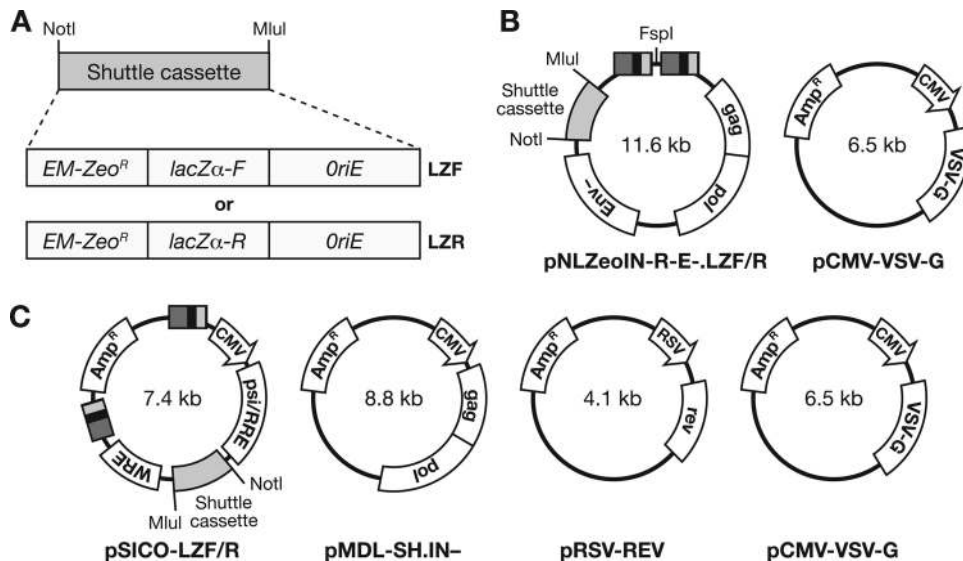 A
NotI
MluI
Shuttle cassette
EM-Zeo^R
lacZα-F
0riE
LZF
or
EM-Zeo^R
lacZα-R
0riE
LZR
B
FspI
MluI
Shuttle
cassette
NotI
gag
pol
Env–
11.6 kb
pNLZeoIN-R-E-.LZF/R
Amp^R
CMV
VSV-G
6.5 kb
pCMV-VSV-G
C
Amp^R
CMV
psi/RRE
7.4 kb
WRE
NotI
MluI
Shuttle
cassette
pSICO-LZF/R
Amp^R
CMV
gag
pol
8.8 kb
pMDL-SH.IN–
Amp^R
RSV
rev
4.1 kb
pRSV-REV
Amp^R
CMV
VSV-G
6.5 kb
pCMV-VSV-G